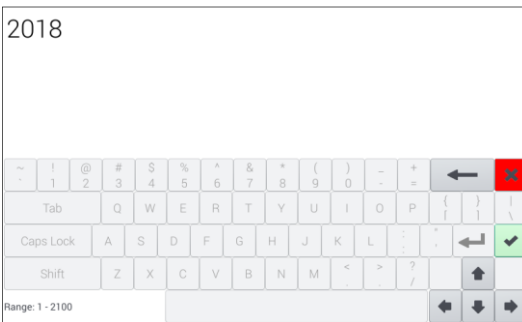 2018
~ ! @ # $ % ^ & * ( ) _ +
` 1 2 3 4 5 6 7 8 9 0 - =
Tab Q W E R T Y U I O P { } |
[ ] \
Caps Lock A S D F G H J K L : "
; '
Shift Z X C V B N M < > ?
, . /
Range: 1 - 2100